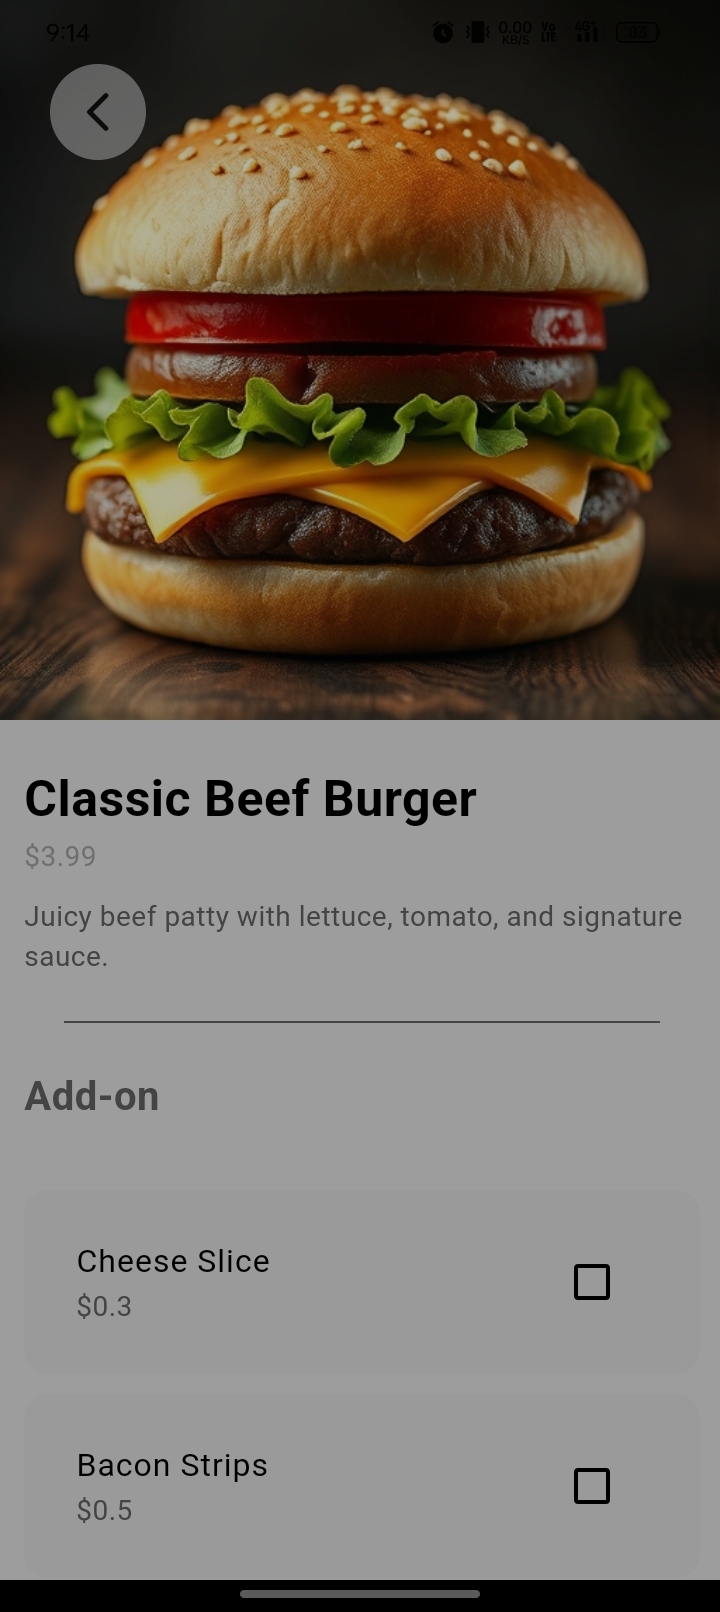 9:14
0.00
KB/S
Vo
LTE
4G+
83
Classic Beef Burger
$3.99
Juicy beef patty with lettuce, tomato, and signature
sauce.
Add-on
Cheese Slice
$0.3
Bacon Strips
$0.5